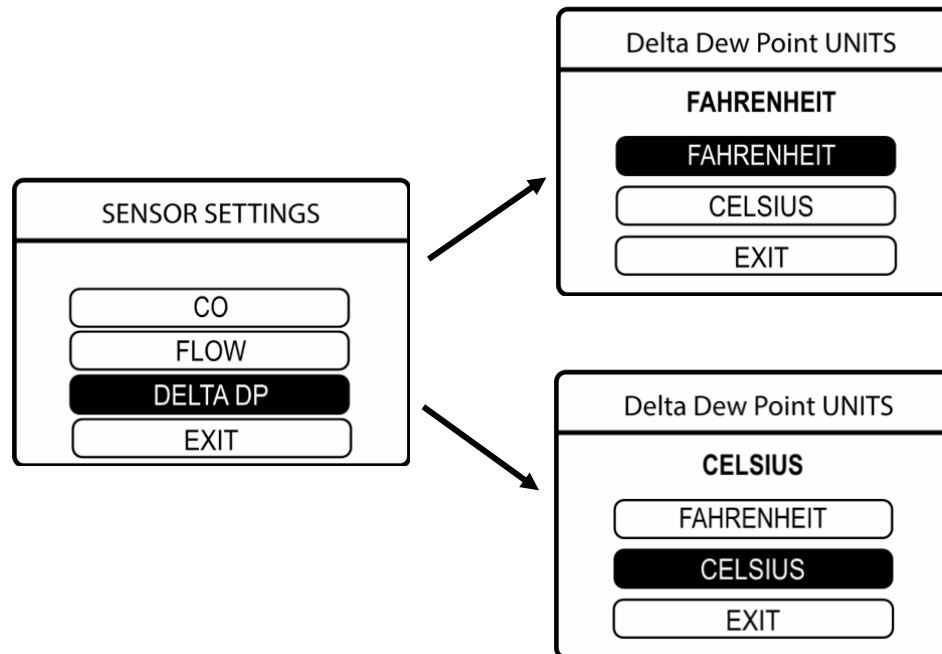 SENSOR SETTINGS
CO
FLOW
DELTA DP
EXIT
Delta Dew Point UNITS
FAHRENHEIT
FAHRENHEIT
CELSIUS
EXIT
Delta Dew Point UNITS
CELSIUS
FAHRENHEIT
CELSIUS
EXIT